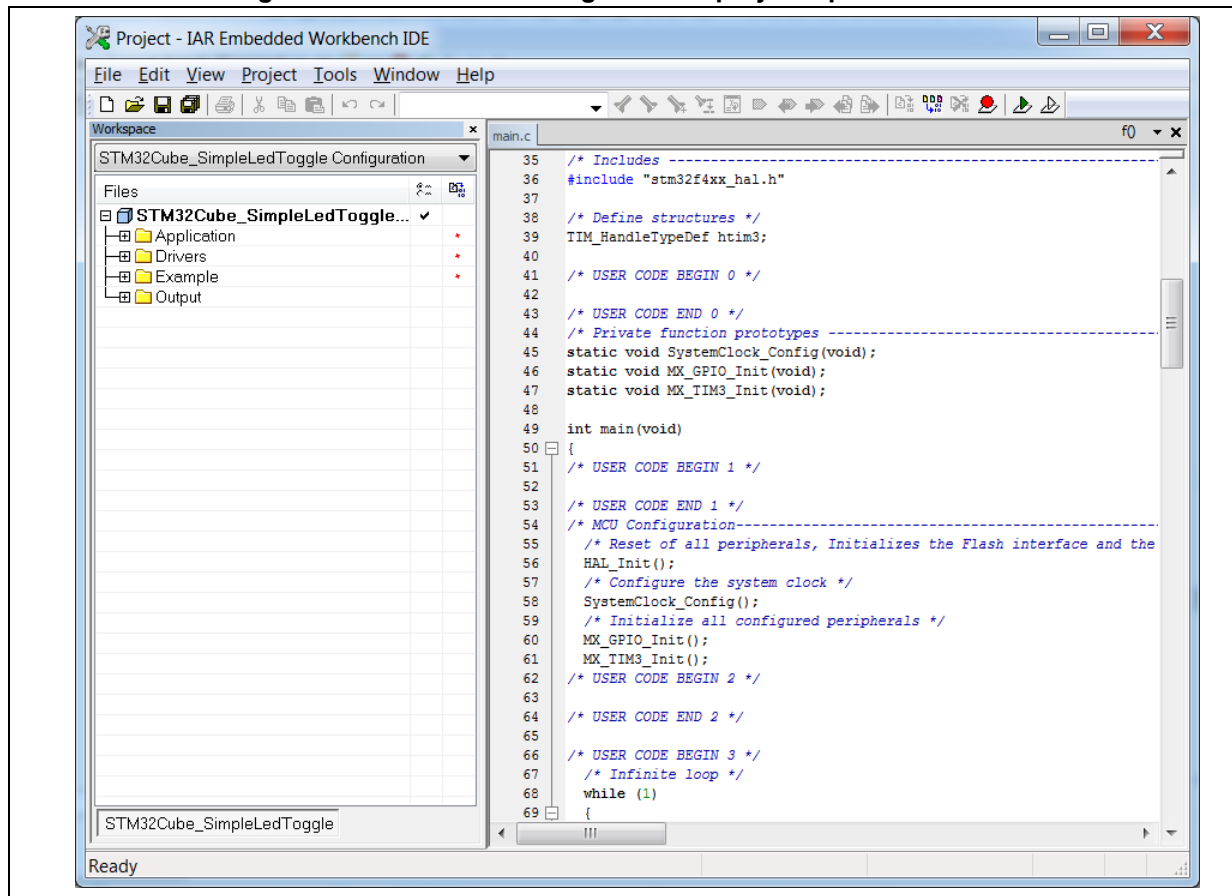 Project - IAR Embedded Workbench IDE
File Edit View Project Tools Window Help
Workspace
STM32Cube_SimpleLedToggle Configuration
Files
STM32Cube_SimpleLedToggle...
Application
Drivers
Example
Output
STM32Cube_SimpleLedToggle
main.c
f()
35 /* Includes ------------------------------------------------------------------
36 #include "stm32f4xx_hal.h"
37
38 /* Define structures */
39 TIM_HandleTypeDef htim3;
40
41 /* USER CODE BEGIN 0 */
42
43 /* USER CODE END 0 */
44 /* Private function prototypes ---------------------------------------
45 static void SystemClock_Config(void);
46 static void MX_GPIO_Init(void);
47 static void MX_TIM3_Init(void);
48
49 int main(void)
50 {
51 /* USER CODE BEGIN 1 */
52
53 /* USER CODE END 1 */
54 /* MCU Configuration--------------------------------------------------
55 /* Reset of all peripherals, Initializes the Flash interface and the
56 HAL_Init();
57 /* Configure the system clock */
58 SystemClock_Config();
59 /* Initialize all configured peripherals */
60 MX_GPIO_Init();
61 MX_TIM3_Init();
62 /* USER CODE BEGIN 2 */
63
64 /* USER CODE END 2 */
65
66 /* USER CODE BEGIN 3 */
67 /* Infinite loop */
68 while (1)
69 {
Ready